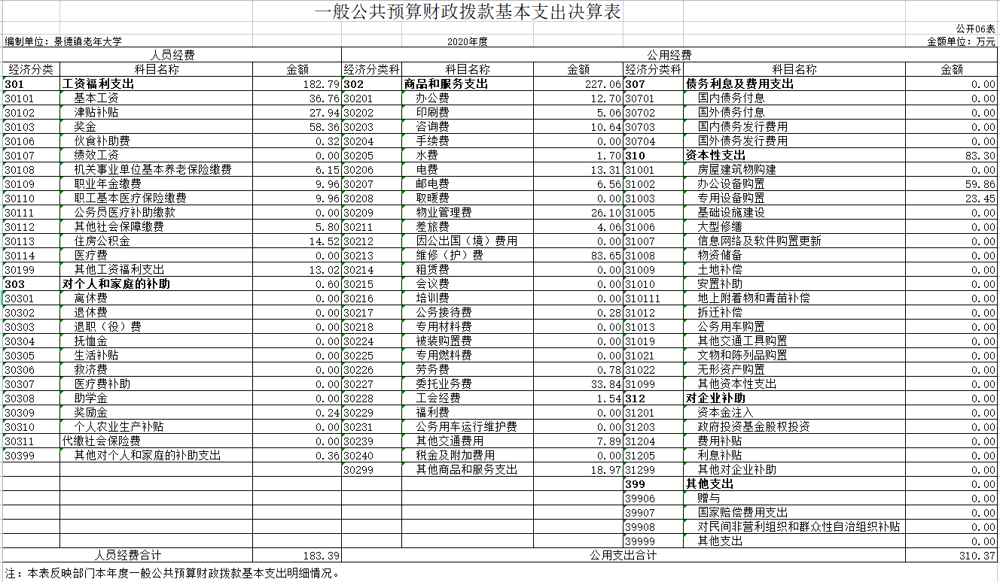 一般公共预算财政拨款基本支出决算表
公开06表
编制单位：景德镇老年大学 2020年度 金额单位：万元
人员经费 公用经费
经济分类 科目名称 金额 经济分类科 科目名称 金额 经济分类科 科目名称 金额
301 工资福利支出 182.79 302 商品和服务支出 227.06 307 债务利息及费用支出 0.00
30101 基本工资 36.76 30201 办公费 12.70 30701 国内债务付息 0.00
30102 津贴补贴 27.94 30202 印刷费 5.06 30702 国外债务付息 0.00
30103 奖金 58.36 30203 咨询费 10.64 30703 国内债务发行费用 0.00
30106 伙食补助费 0.32 30204 手续费 0.00 30704 国外债务发行费用 0.00
30107 绩效工资 0.00 30205 水费 1.70 310 资本性支出 83.30
30108 机关事业单位基本养老保险缴费 6.15 30206 电费 13.31 31001 房屋建筑物购建 0.00
30109 职业年金缴费 9.96 30207 邮电费 6.56 31002 办公设备购置 59.86
30110 职工基本医疗保险缴费 9.96 30208 取暖费 0.00 31003 专用设备购置 23.45
30111 公务员医疗补助缴款 0.00 30209 物业管理费 26.10 31005 基础设施建设 0.00
30112 其他社会保障缴费 5.80 30211 差旅费 4.06 31006 大型修缮 0.00
30113 住房公积金 14.52 30212 因公出国（境）费用 0.00 31007 信息网络及软件购置更新 0.00
30114 医疗费 0.00 30213 维修（护）费 83.65 31008 物资储备 0.00
30199 其他工资福利支出 13.02 30214 租赁费 0.00 31009 土地补偿 0.00
303 对个人和家庭的补助 0.60 30215 会议费 0.00 31010 安置补助 0.00
30301 离休费 0.00 30216 培训费 0.00 310111 地上附着物和青苗补偿 0.00
30302 退休费 0.00 30217 公务接待费 0.28 31012 拆迁补偿 0.00
30303 退职（役）费 0.00 30218 专用材料费 0.00 31013 公务用车购置 0.00
30304 抚恤金 0.00 30224 被装购置费 0.00 31019 其他交通工具购置 0.00
30305 生活补贴 0.00 30225 专用燃料费 0.00 31021 文物和陈列品购置 0.00
30306 救济费 0.00 30226 劳务费 0.78 31022 无形资产购置 0.00
30307 医疗费补助 0.00 30227 委托业务费 33.84 31099 其他资本性支出 0.00
30308 助学金 0.00 30228 工会经费 1.54 312 对企业补助 0.00
30309 奖励金 0.24 30229 福利费 0.00 31201 资本金注入 0.00
30310 个人农业生产补贴 0.00 30231 公务用车运行维护费 0.00 31203 政府投资基金股权投资 0.00
30311 代缴社会保险费 0.00 30239 其他交通费用 7.89 31204 费用补贴 0.00
30399 其他对个人和家庭的补助支出 0.36 30240 税金及附加费用 0.00 31205 利息补贴 0.00
30299 其他商品和服务支出 18.97 31299 其他对企业补助 0.00
399 其他支出 0.00
39906 赠与 0.00
39907 国家赔偿费用支出 0.00
39908 对民间非营利组织和群众性自治组织补贴 0.00
39999 其他支出 0.00
人员经费合计 183.39 公用支出合计 310.37
注：本表反映部门本年度一般公共预算财政拨款基本支出明细情况。